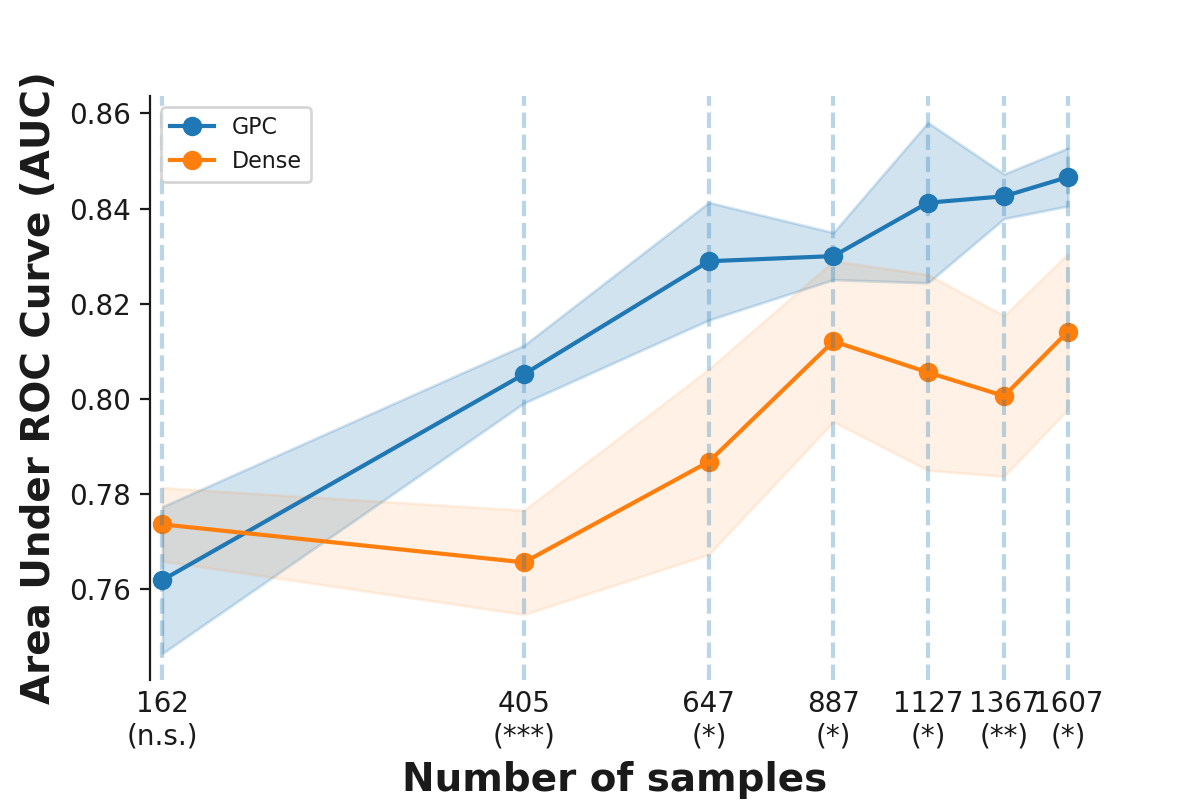 Area Under ROC Curve (AUC)
0.86
0.84
0.82
0.80
0.78
0.76
GPC
Dense
162 405 647 887 1127 1367 1607
(n.s.) (***) (*) (*) (*) (**) (*)
Number of samples